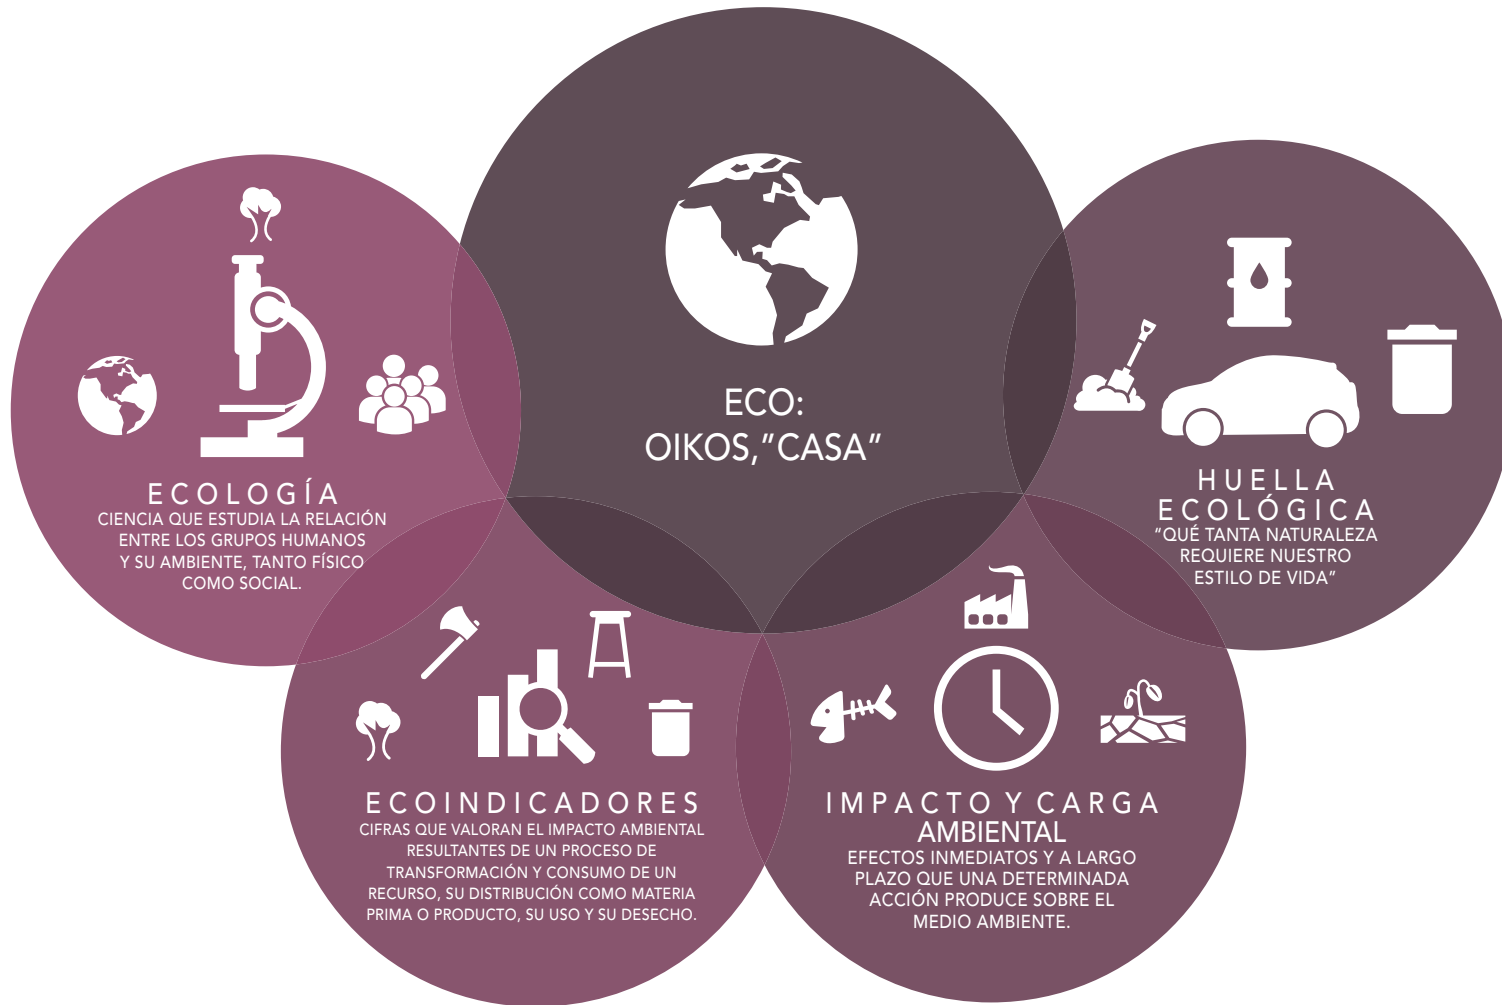 ECO:
OIKOS,"CASA"
ECOLOGÍA
CIENCIA QUE ESTUDIA LA RELACIÓN
ENTRE LOS GRUPOS HUMANOS
Y SU AMBIENTE, TANTO FÍSICO
COMO SOCIAL.
HUELLA
ECOLÓGICA
"QUÉ TANTA NATURALEZA
REQUIERE NUESTRO
ESTILO DE VIDA"
ECOINDICADORES
CIFRAS QUE VALORAN EL IMPACTO AMBIENTAL
RESULTANTES DE UN PROCESO DE
TRANSFORMACIÓN Y CONSUMO DE UN
RECURSO, SU DISTRIBUCIÓN COMO MATERIA
PRIMA O PRODUCTO, SU USO Y SU DESECHO.
IMPACTO Y CARGA
AMBIENTAL
EFECTOS INMEDIATOS Y A LARGO
PLAZO QUE UNA DETERMINADA
ACCIÓN PRODUCE SOBRE EL
MEDIO AMBIENTE.